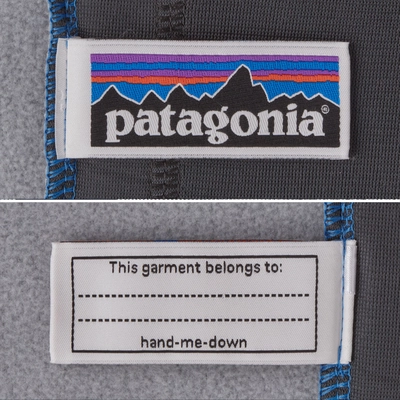 patagonia®
This garment belongs to:
hand-me-down